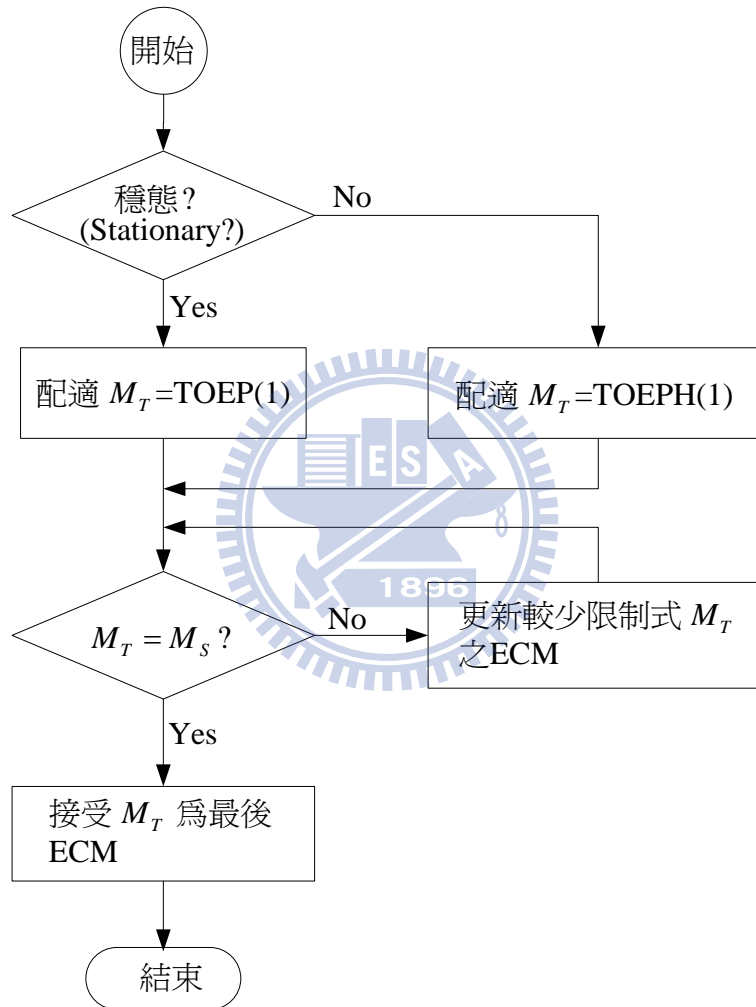 開始
穩態?
(Stationary?)
No
Yes
配適 M_T=TOEP(1)
配適 M_T=TOEPH(1)
E S A
1896
M_T = M_S ?
No
更新較少限制式 M_T
之ECM
Yes
接受 M_T 為最後
ECM
結束